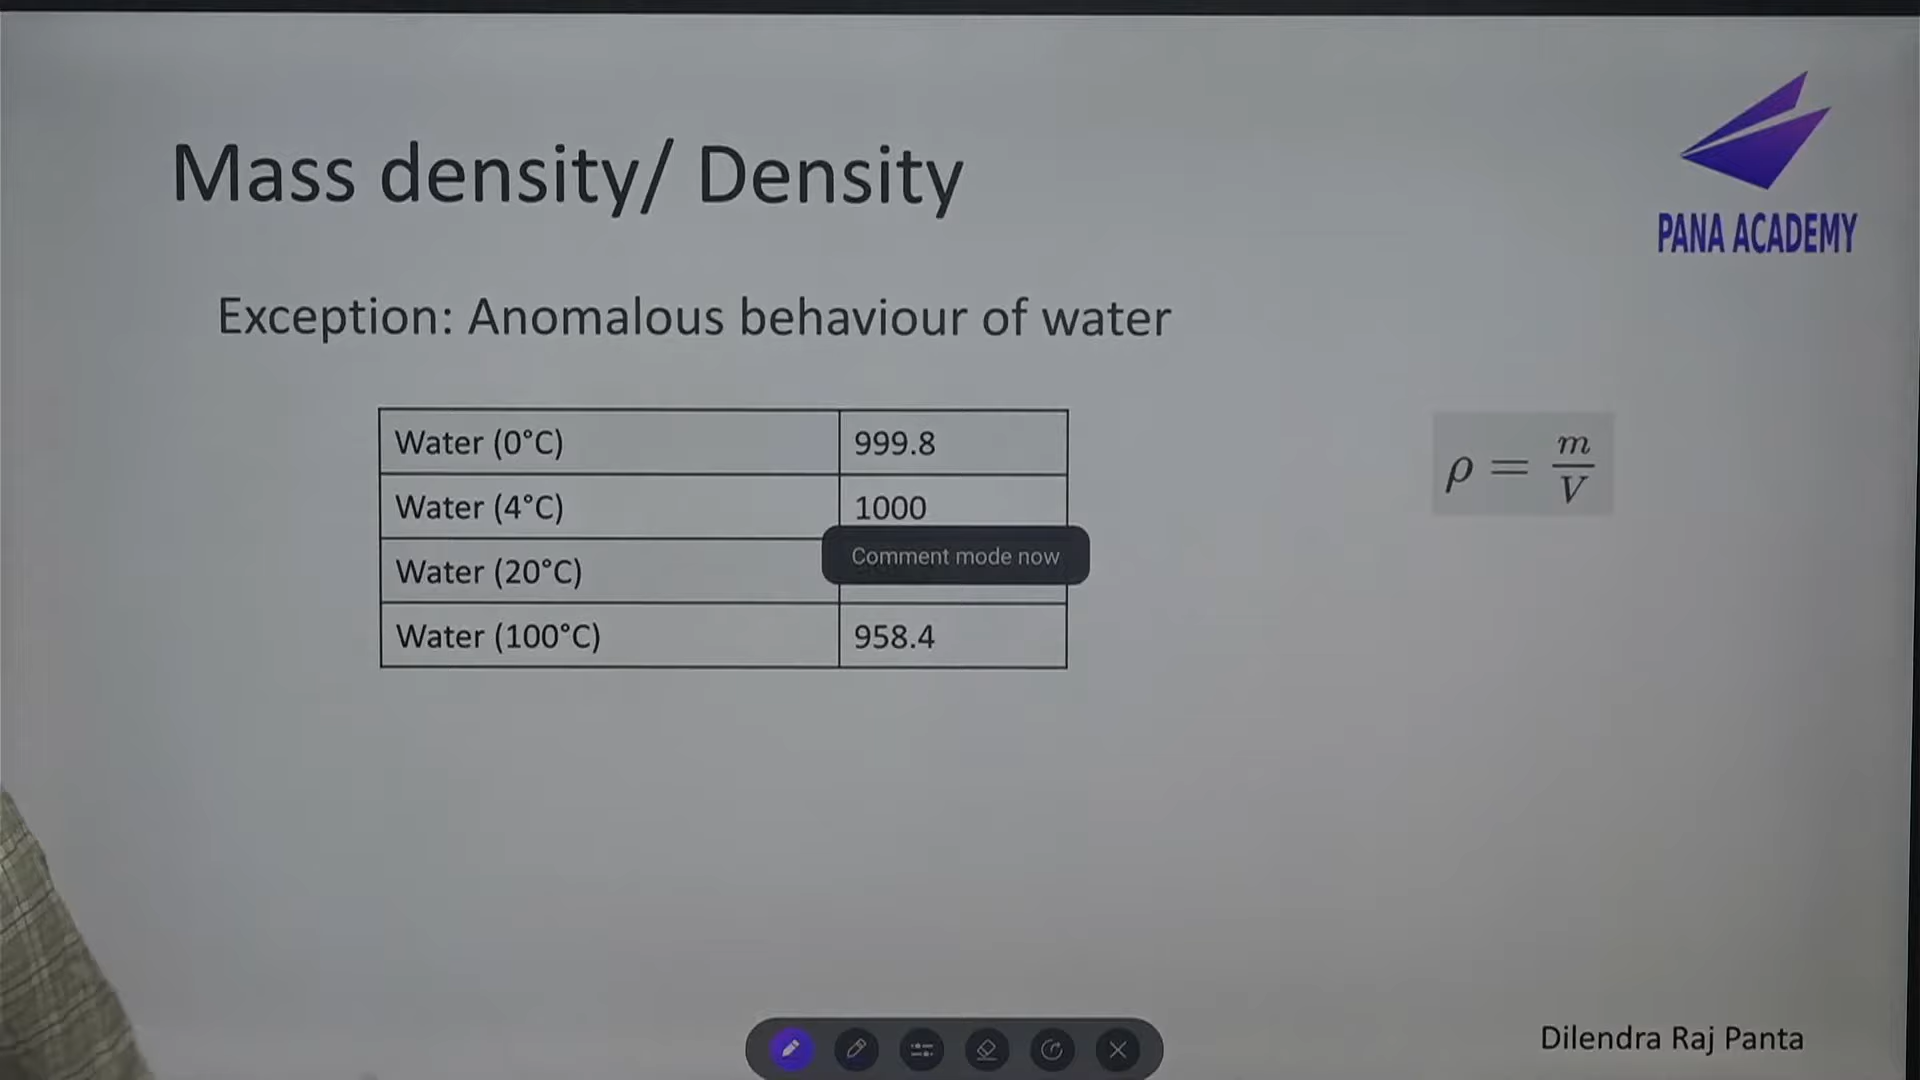 Mass density/ Density
PANA ACADEMY
Exception: Anomalous behaviour of water
Water (0°C) 999.8
Water (4°C) 1000
Water (20°C)
Comment mode now
Water (100°C) 958.4
ρ = m/V
Dilendra Raj Panta